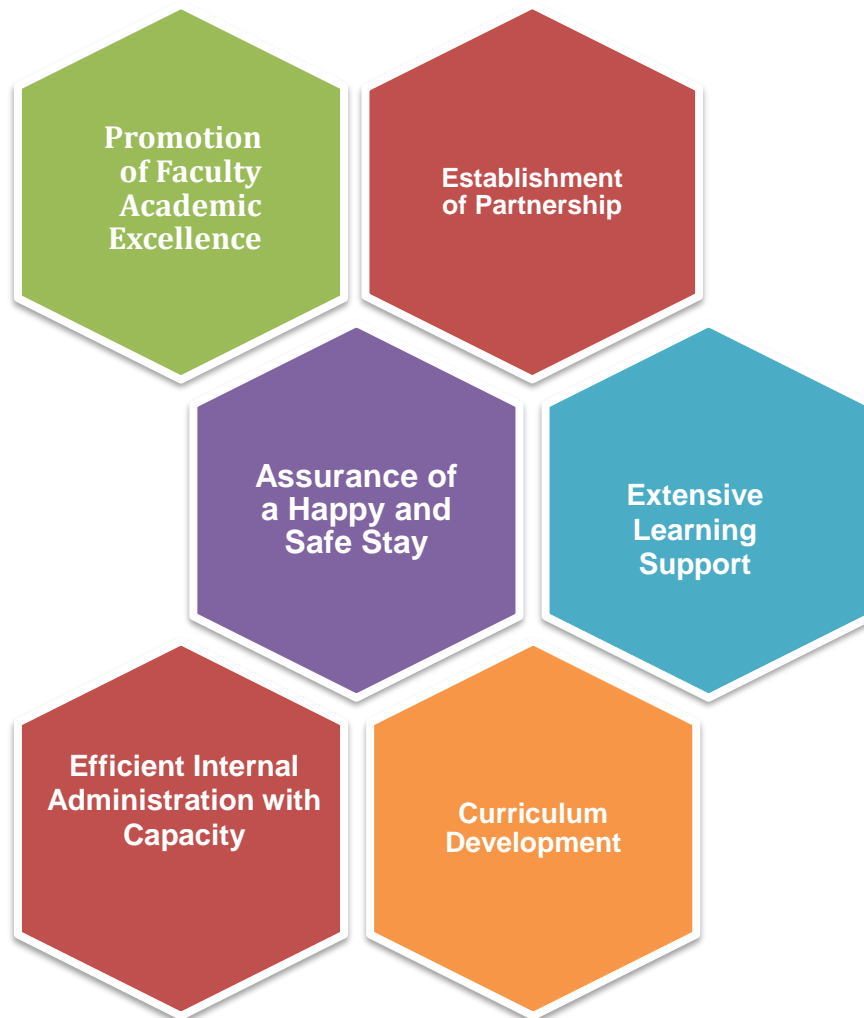 Promotion
of Faculty
Academic
Excellence
Establishment
of Partnership
Assurance of
a Happy and
Safe Stay
Extensive
Learning
Support
Efficient Internal
Administration with
Capacity
Curriculum
Development